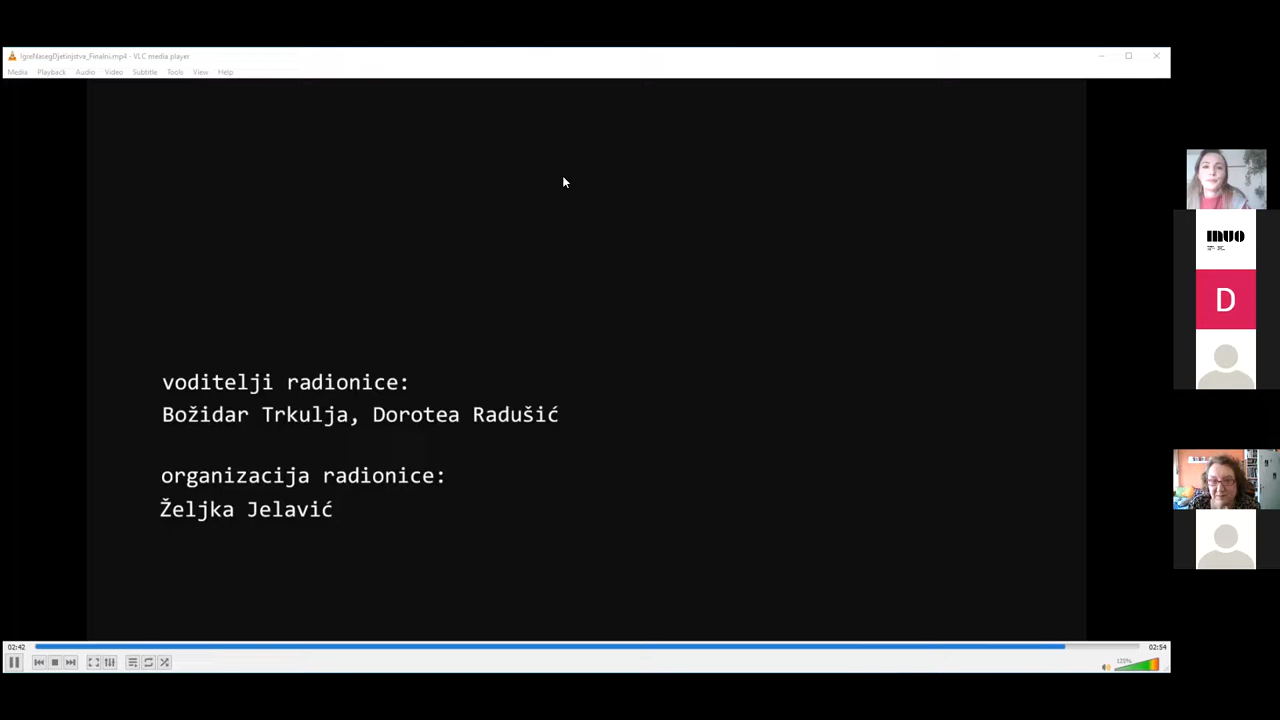 IgreNasegDjetinjstva_Finalni.mp4 - VLC media player
Media Playback Audio Video Subtitle Tools View Help
muo
D
voditelji radionice:
Božidar Trkulja, Dorotea Radušić
organizacija radionice:
Željka Jelavić
02:42
02:54
125%